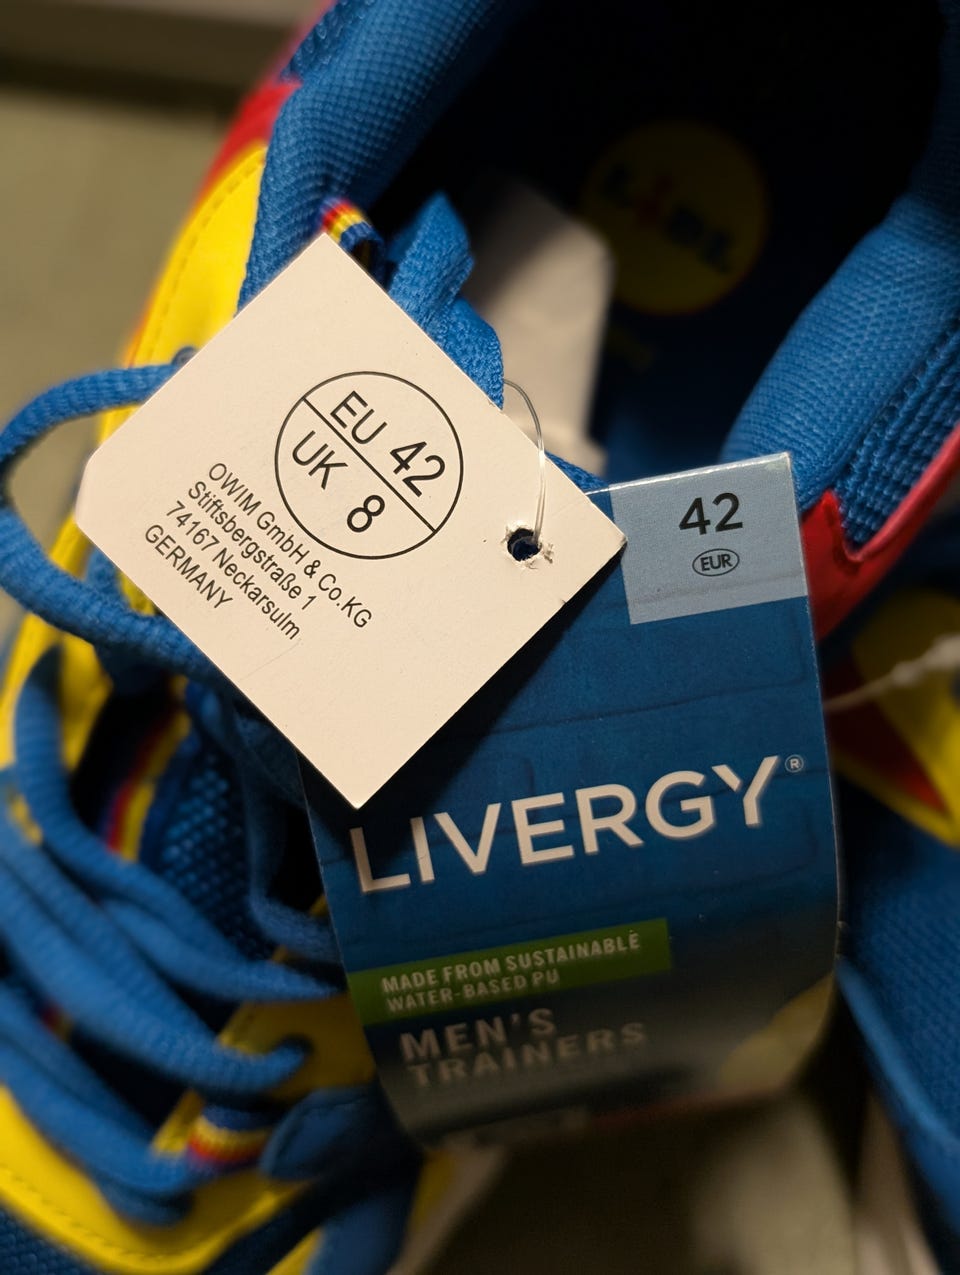 LIDL
EU 42
UK 8
OWIM GmbH & Co.KG
Stiftsbergstraße 1
74167 Neckarsulm
GERMANY
42
EUR
LIVERGY®
MADE FROM SUSTAINABLE
WATER-BASED PU
MEN'S
TRAINERS